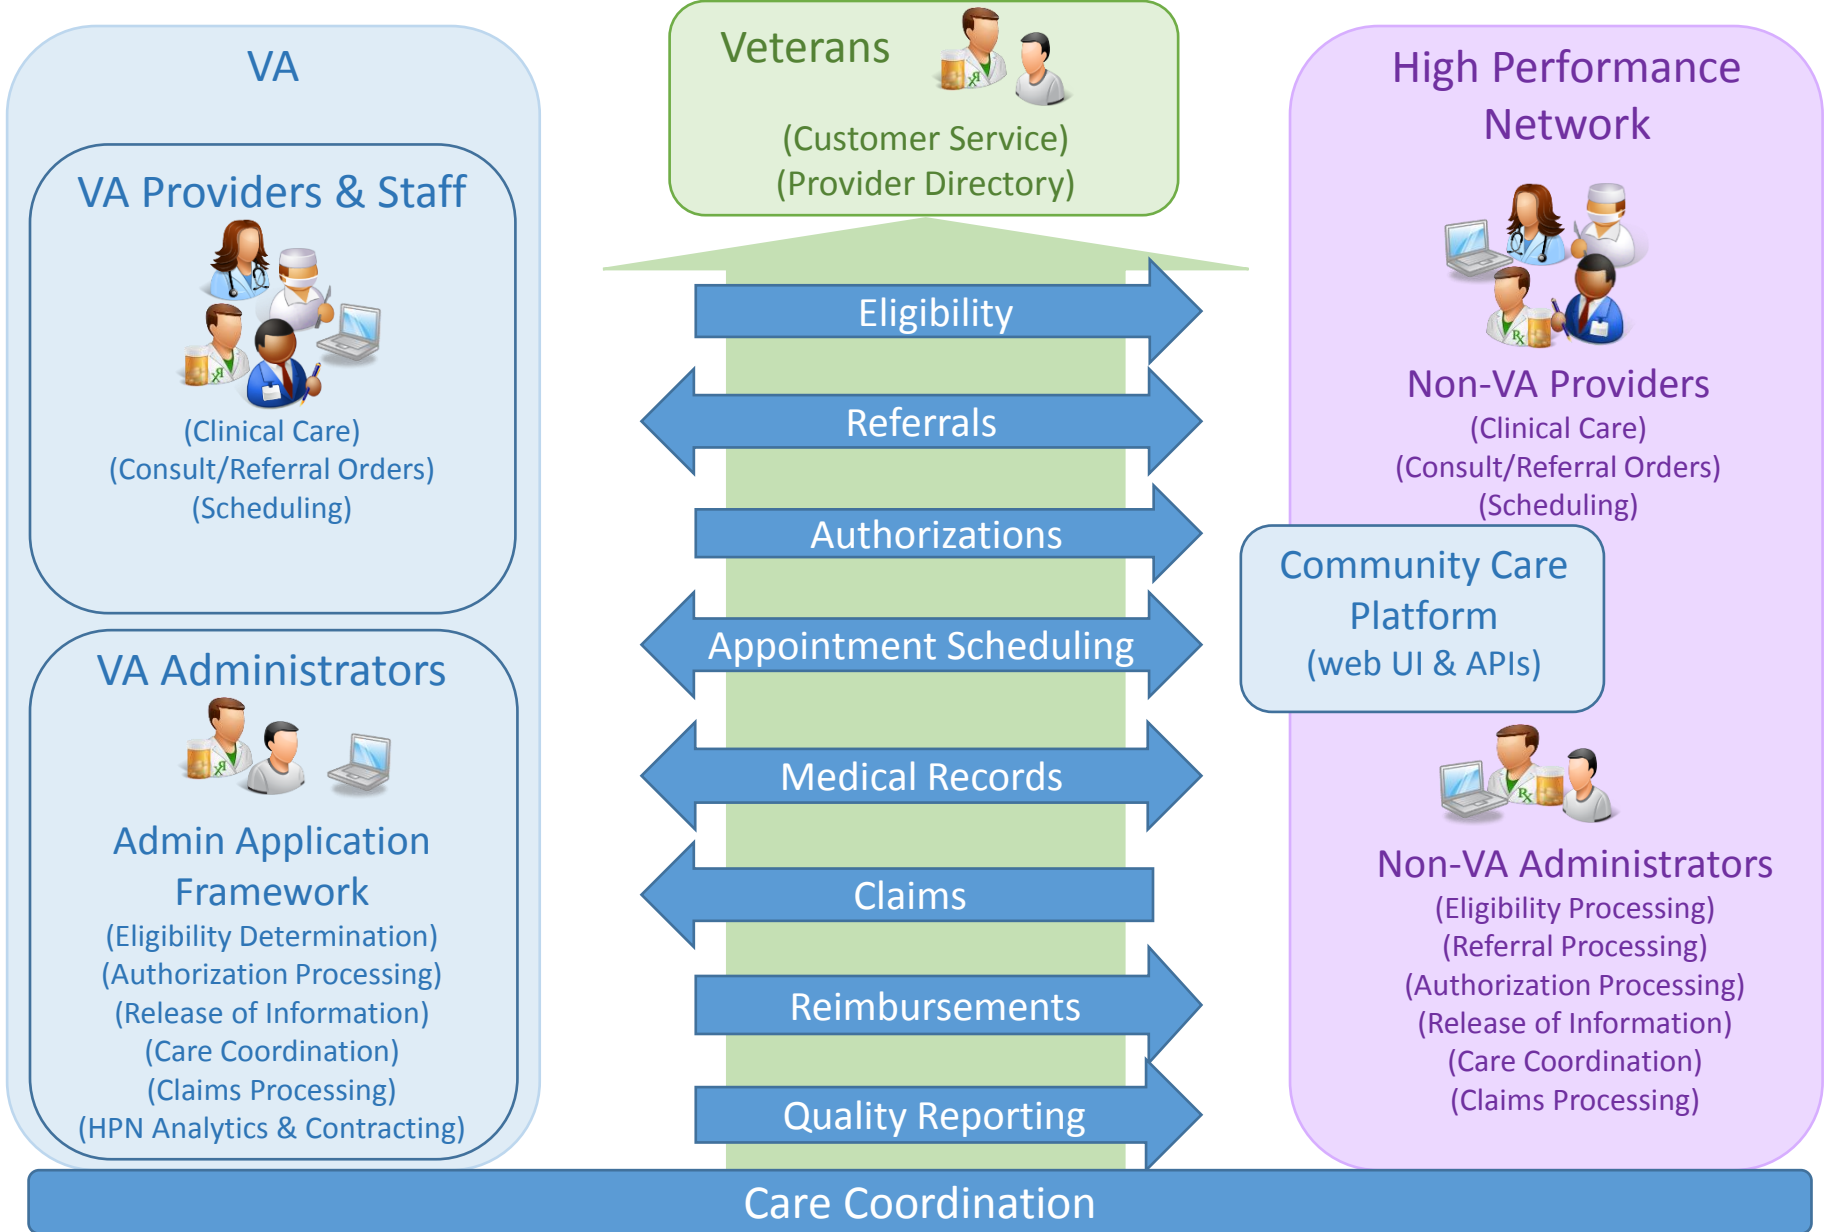 VA
VA Providers & Staff
(Clinical Care)
(Consult/Referral Orders)
(Scheduling)
VA Administrators
Admin Application
Framework
(Eligibility Determination)
(Authorization Processing)
(Release of Information)
(Care Coordination)
(Claims Processing)
(HPN Analytics & Contracting)
Veterans
(Customer Service)
(Provider Directory)
Eligibility
Referrals
Authorizations
Appointment Scheduling
Medical Records
Claims
Reimbursements
Quality Reporting
High Performance
Network
Non-VA Providers
(Clinical Care)
(Consult/Referral Orders)
(Scheduling)
Community Care
Platform
(web UI & APIs)
Non-VA Administrators
(Eligibility Processing)
(Referral Processing)
(Authorization Processing)
(Release of Information)
(Care Coordination)
(Claims Processing)
Care Coordination